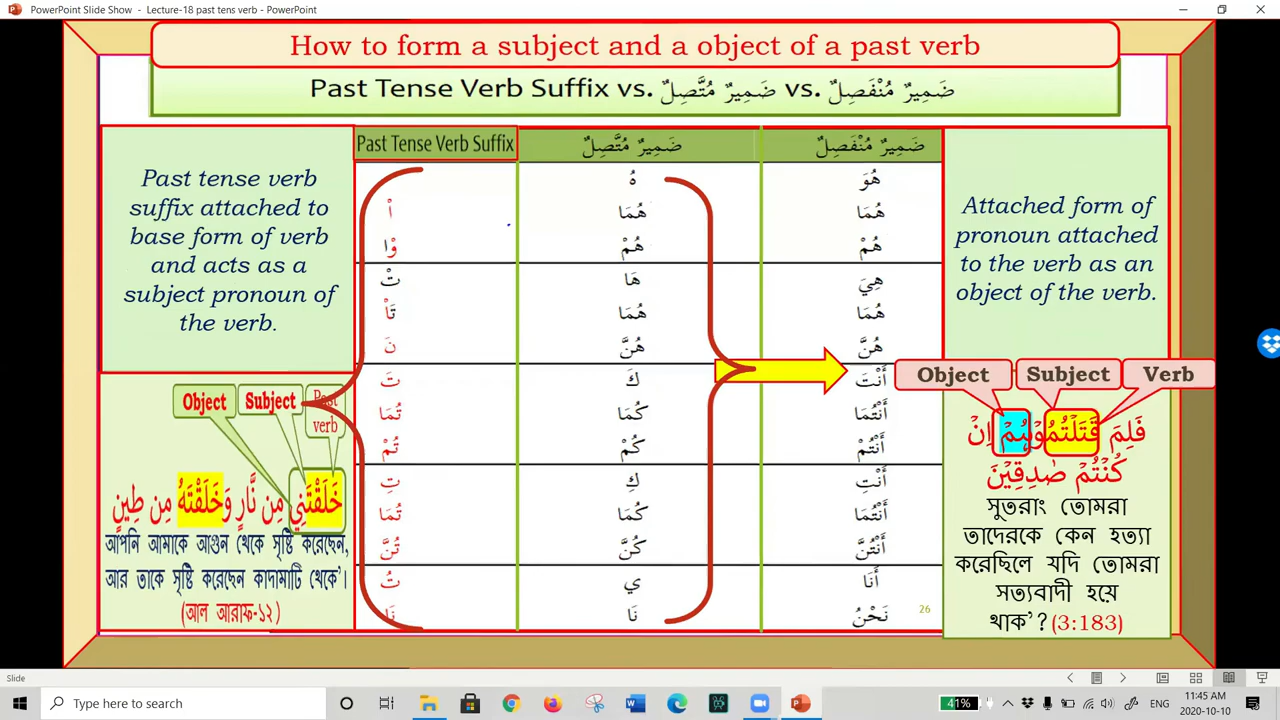 PowerPoint Slide Show - Lecture-18 past tens verb - PowerPoint
How to form a subject and a object of a past verb
Past Tense Verb Suffix vs. ضَمِيرٌ مُتَّصِلٌ vs. ضَمِيرٌ مُنْفَصِلٌ
Past tense verb
suffix attached to
base form of verb
and acts as a
subject pronoun of
the verb.
Object
Subject
Past
verb
خَلَقْتَنِي مِن نَّارٍ وَخَلَقْتَهُ مِن طِينٍ
আপনি আমাকে আগুন থেকে সৃষ্টি করেছেন,
আর তাকে সৃষ্টি করেছেন কাদামাটি থেকে’।
(আল আরাফ-১২)
Past Tense Verb Suffix ضَمِيرٌ مُتَّصِلٌ ضَمِيرٌ مُنْفَصِلٌ
هُ هُوَ
اْ هُمَا هُمَا
وْا هُمْ هُمْ
تْ هَا هِيَ
تَاْ هُمَا هُمَا
نَ هُنَّ هُنَّ
تَ كَ أَنْتَ
تُمَا كُمَا أَنْتُمَا
تُمْ كُمْ أَنْتُمْ
تِ كِ أَنْتِ
تُمَا كُمَا أَنْتُمَا
تُنَّ كُنَّ أَنْتُنَّ
تُ ي أَنَا
نَا نَا نَحْنُ
26
Attached form of
pronoun attached
to the verb as an
object of the verb.
Object
Subject
Verb
فَلِمَ قَتَلْتُمُوْهُمْ اِنْ
كُنْتُمْ صٰدِقِيْنَ
সুতরাং তোমরা
তাদেরকে কেন হত্যা
করেছিলে যদি তোমরা
সত্যবাদী হয়ে
থাক’? (3:183)
Slide
Type here to search
41%
ENG
11:45 AM
2020-10-10